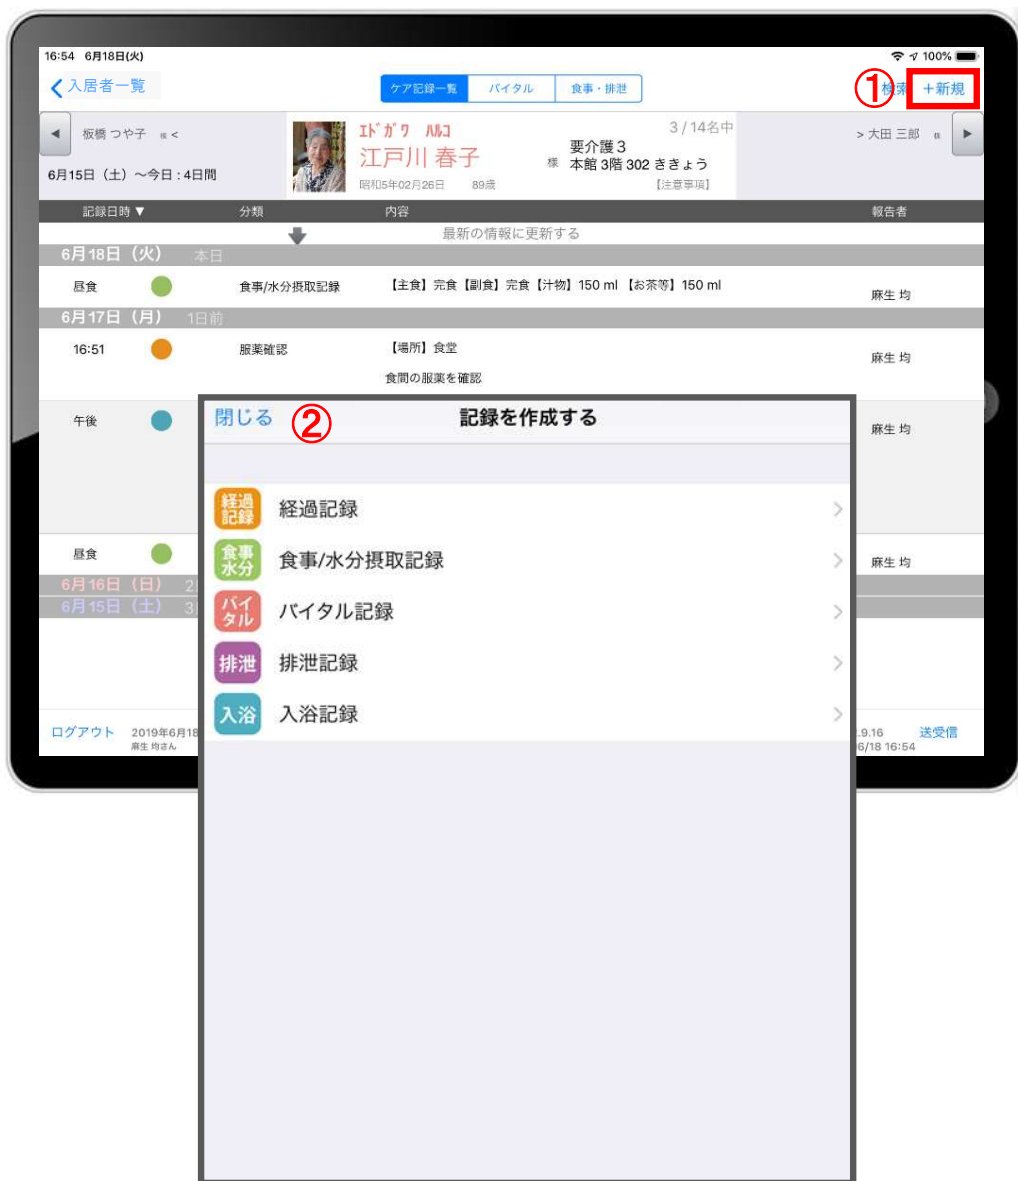 16:54 6月18日(火)
100%
入居者一覧
ケア記録一覧 バイタル 食事・排泄
① 検索 ＋新規
◀ 板橋 つや子 様 <
6月15日（土）〜今日 : 4日間
ｴﾄﾞｶﾞﾜ ﾊﾙｺ
江戸川 春子 様
昭和5年02月26日 89歳
3 / 14名中
要介護３
本館 3階 302 ききょう
【注意事項】
> 大田 三郎 様 ▶
記録日時 ▼ 分類 内容 報告者
最新の情報に更新する
6月18日（火） 本日
昼食 食事/水分摂取記録 【主食】完食【副食】完食【汁物】150 ml 【お茶等】150 ml 麻生 均
6月17日（月） 1日前
16:51 服薬確認 【場所】食堂 麻生 均
食間の服薬を確認
午後 麻生 均
昼食 麻生 均
6月16日（日） 2
6月15日（土） 3
ログアウト 2019年6月18
麻生 均さん
.9.16 送受信
6/18 16:54
閉じる ② 記録を作成する
経過
記録 経過記録
食事
水分 食事/水分摂取記録
バイ
タル バイタル記録
排泄 排泄記録
入浴 入浴記録